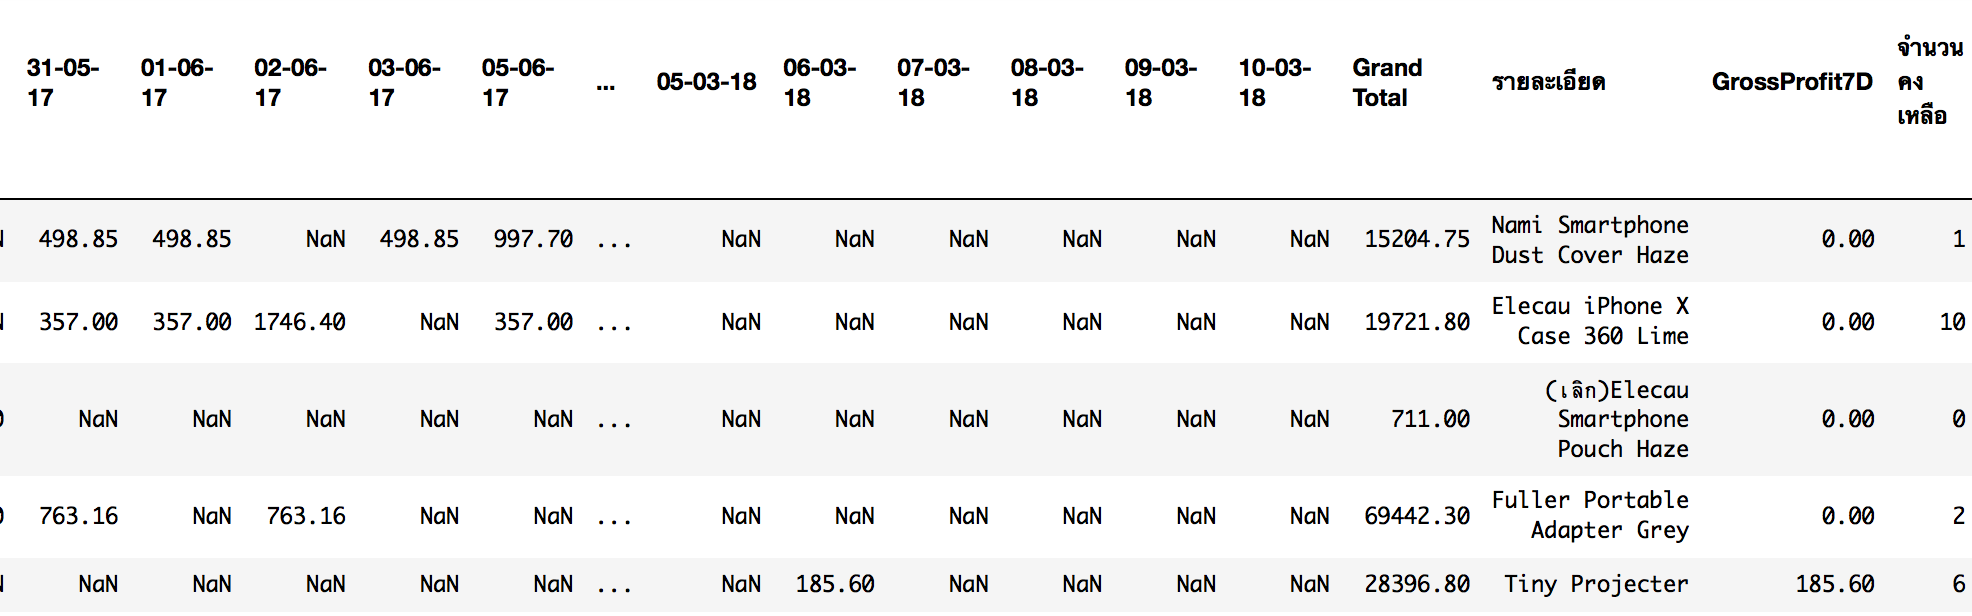 31-05-17 01-06-17 02-06-17 03-06-17 05-06-17 ... 05-03-18 06-03-18 07-03-18 08-03-18 09-03-18 10-03-18 Grand Total รายละเอียด GrossProfit7D จำนวนคงเหลือ
498.85 498.85 NaN 498.85 997.70 ... NaN NaN NaN NaN NaN NaN 15204.75 Nami Smartphone Dust Cover Haze 0.00 1
357.00 357.00 1746.40 NaN 357.00 ... NaN NaN NaN NaN NaN NaN 19721.80 Elecau iPhone X Case 360 Lime 0.00 10
NaN NaN NaN NaN NaN ... NaN NaN NaN NaN NaN NaN 711.00 (เลิก)Elecau Smartphone Pouch Haze 0.00 0
763.16 NaN 763.16 NaN NaN ... NaN NaN NaN NaN NaN NaN 69442.30 Fuller Portable Adapter Grey 0.00 2
NaN NaN NaN NaN NaN ... NaN 185.60 NaN NaN NaN NaN 28396.80 Tiny Projecter 185.60 6